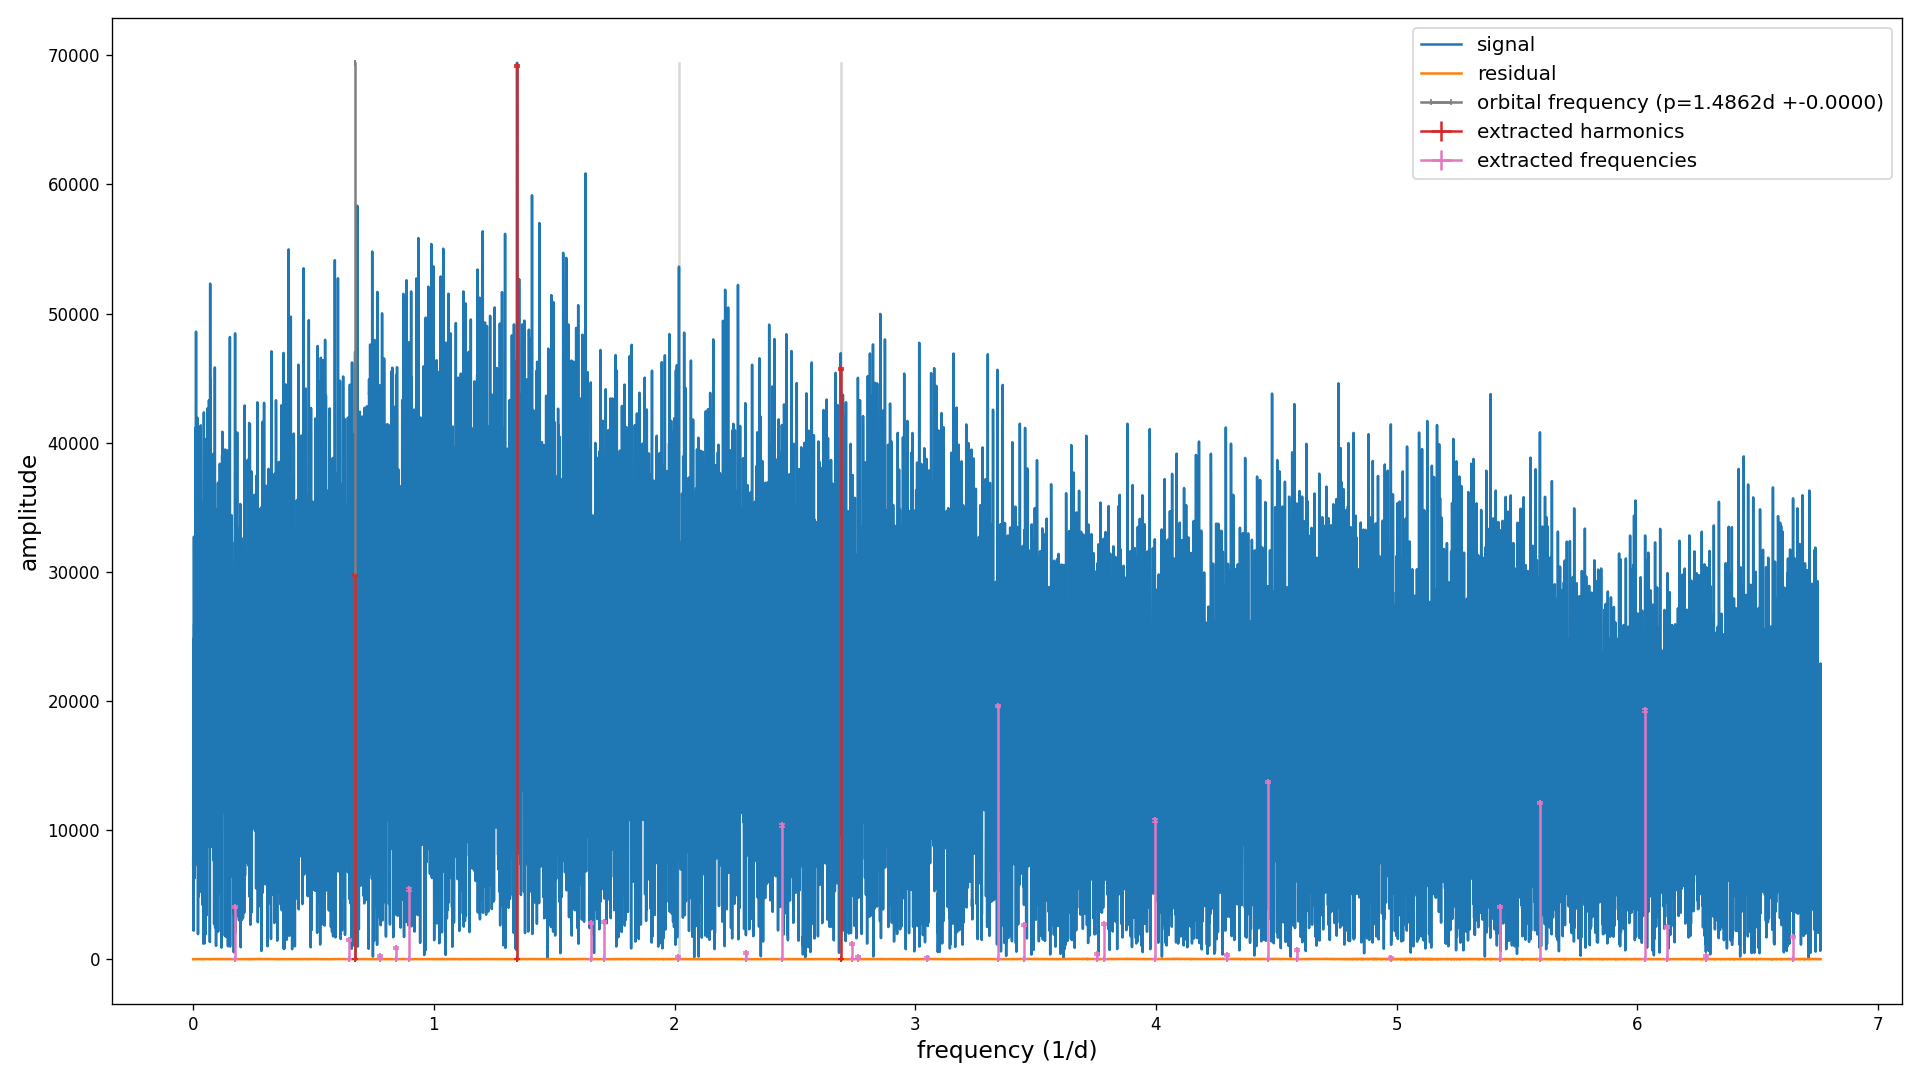 signal
residual
orbital frequency (p=1.4862d +-0.0000)
extracted harmonics
extracted frequencies
70000
60000
50000
40000
30000
20000
10000
0
amplitude
0 1 2 3 4 5 6 7
frequency (1/d)